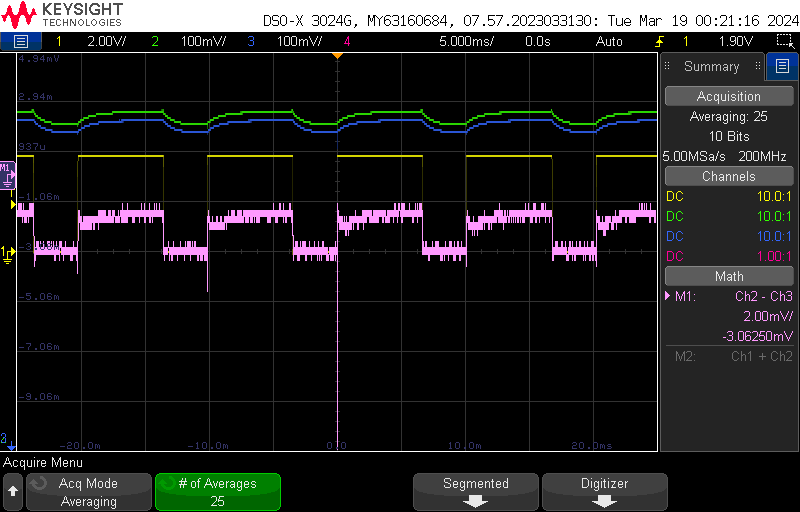 KEYSIGHT
TECHNOLOGIES
DSO-X 3024G, MY63160684, 07.57.2023033130: Tue Mar 19 00:21:16 2024
1 2.00V/ 2 100mV/ 3 100mV/ 4 5.000ms/ 0.0s Auto 1 1.90V
4.94mV
2.94m
937u
M1
-1.06m
1
-5.06m
-7.06m
-9.06m
2
-20.0m -10.0m 0.0 10.0m 20.0ms
Summary
Acquisition
Averaging: 25
10 Bits
5.00MSa/s 200MHz
Channels
DC 10.0:1
DC 10.0:1
DC 10.0:1
DC 1.00:1
Math
M1: Ch2 - Ch3
2.00mV/
-3.06250mV
M2: Ch1 + Ch2
Acquire Menu
Acq Mode
Averaging
# of Averages
25
Segmented
Digitizer